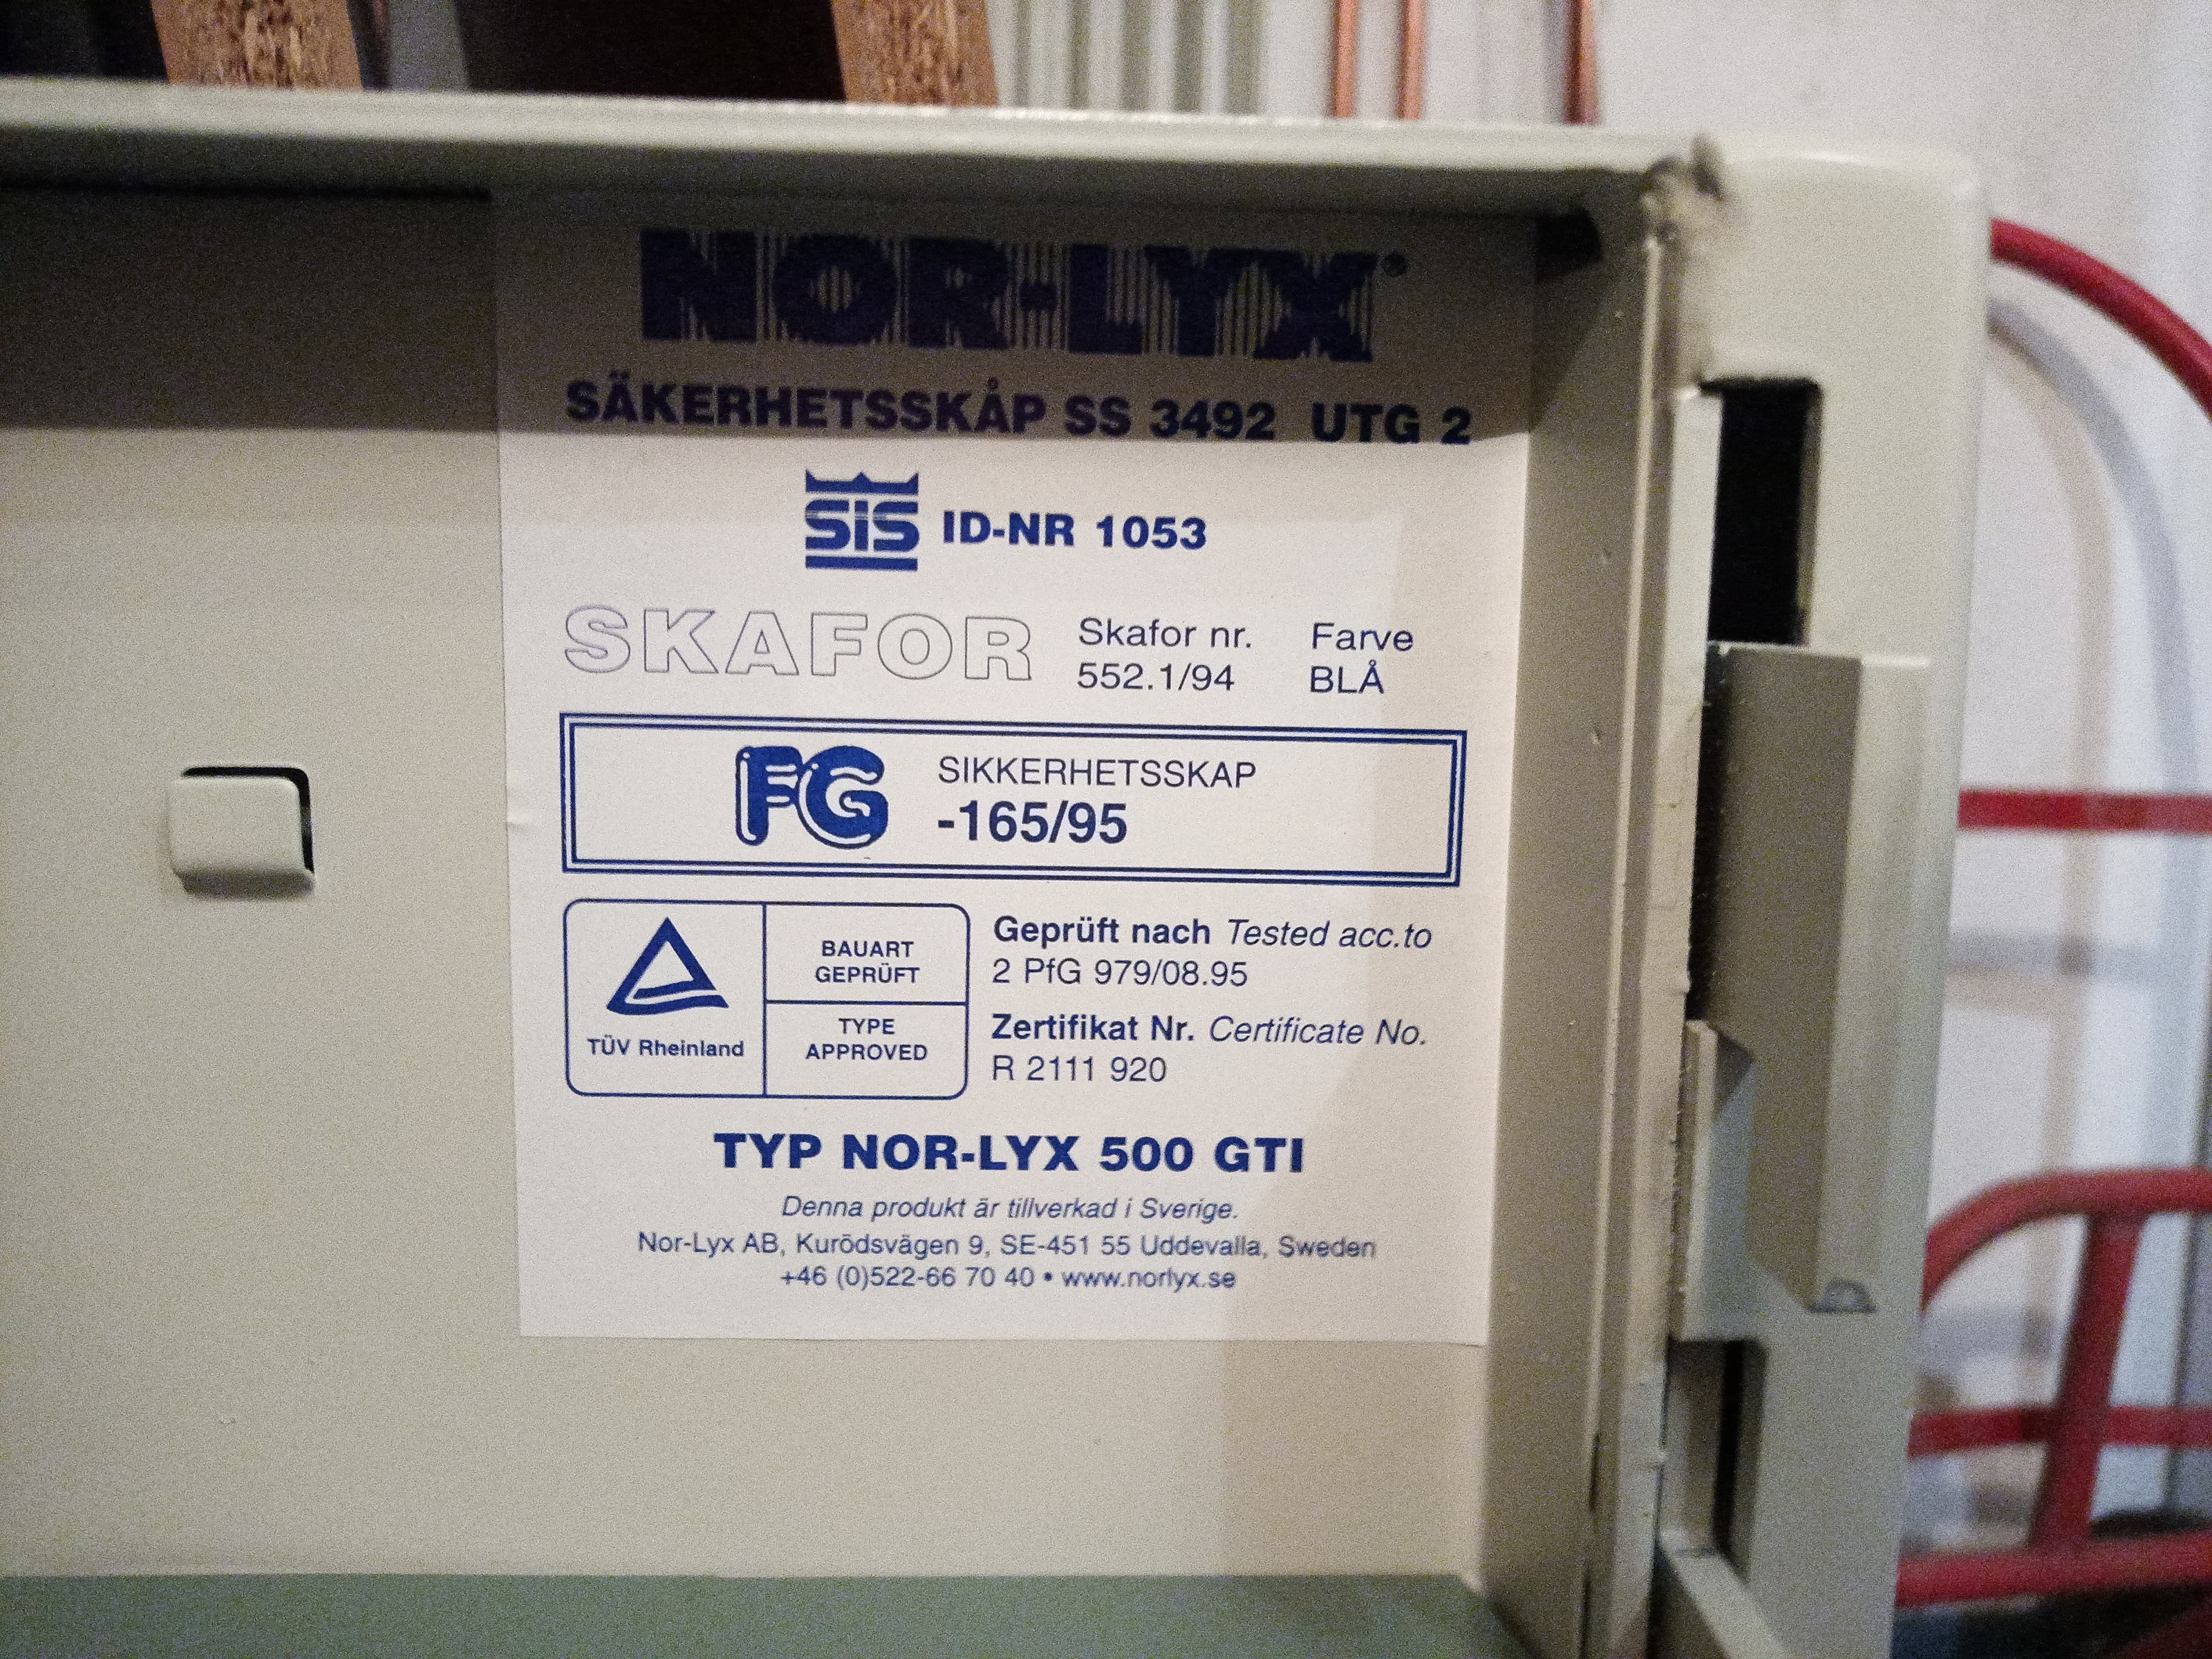 NOR-LYX®
SÄKERHETSSKÅP SS 3492 UTG 2
SIS ID-NR 1053
SKAFOR
Skafor nr. Farve
552.1/94 BLÅ
FG
SIKKERHETSSKAP
-165/95
TÜV Rheinland
BAUART
GEPRÜFT
TYPE
APPROVED
Geprüft nach Tested acc.to
2 PfG 979/08.95
Zertifikat Nr. Certificate No.
R 2111 920
TYP NOR-LYX 500 GTI
Denna produkt är tillverkad i Sverige.
Nor-Lyx AB, Kurödsvägen 9, SE-451 55 Uddevalla, Sweden
+46 (0)522-66 70 40 • www.norlyx.se